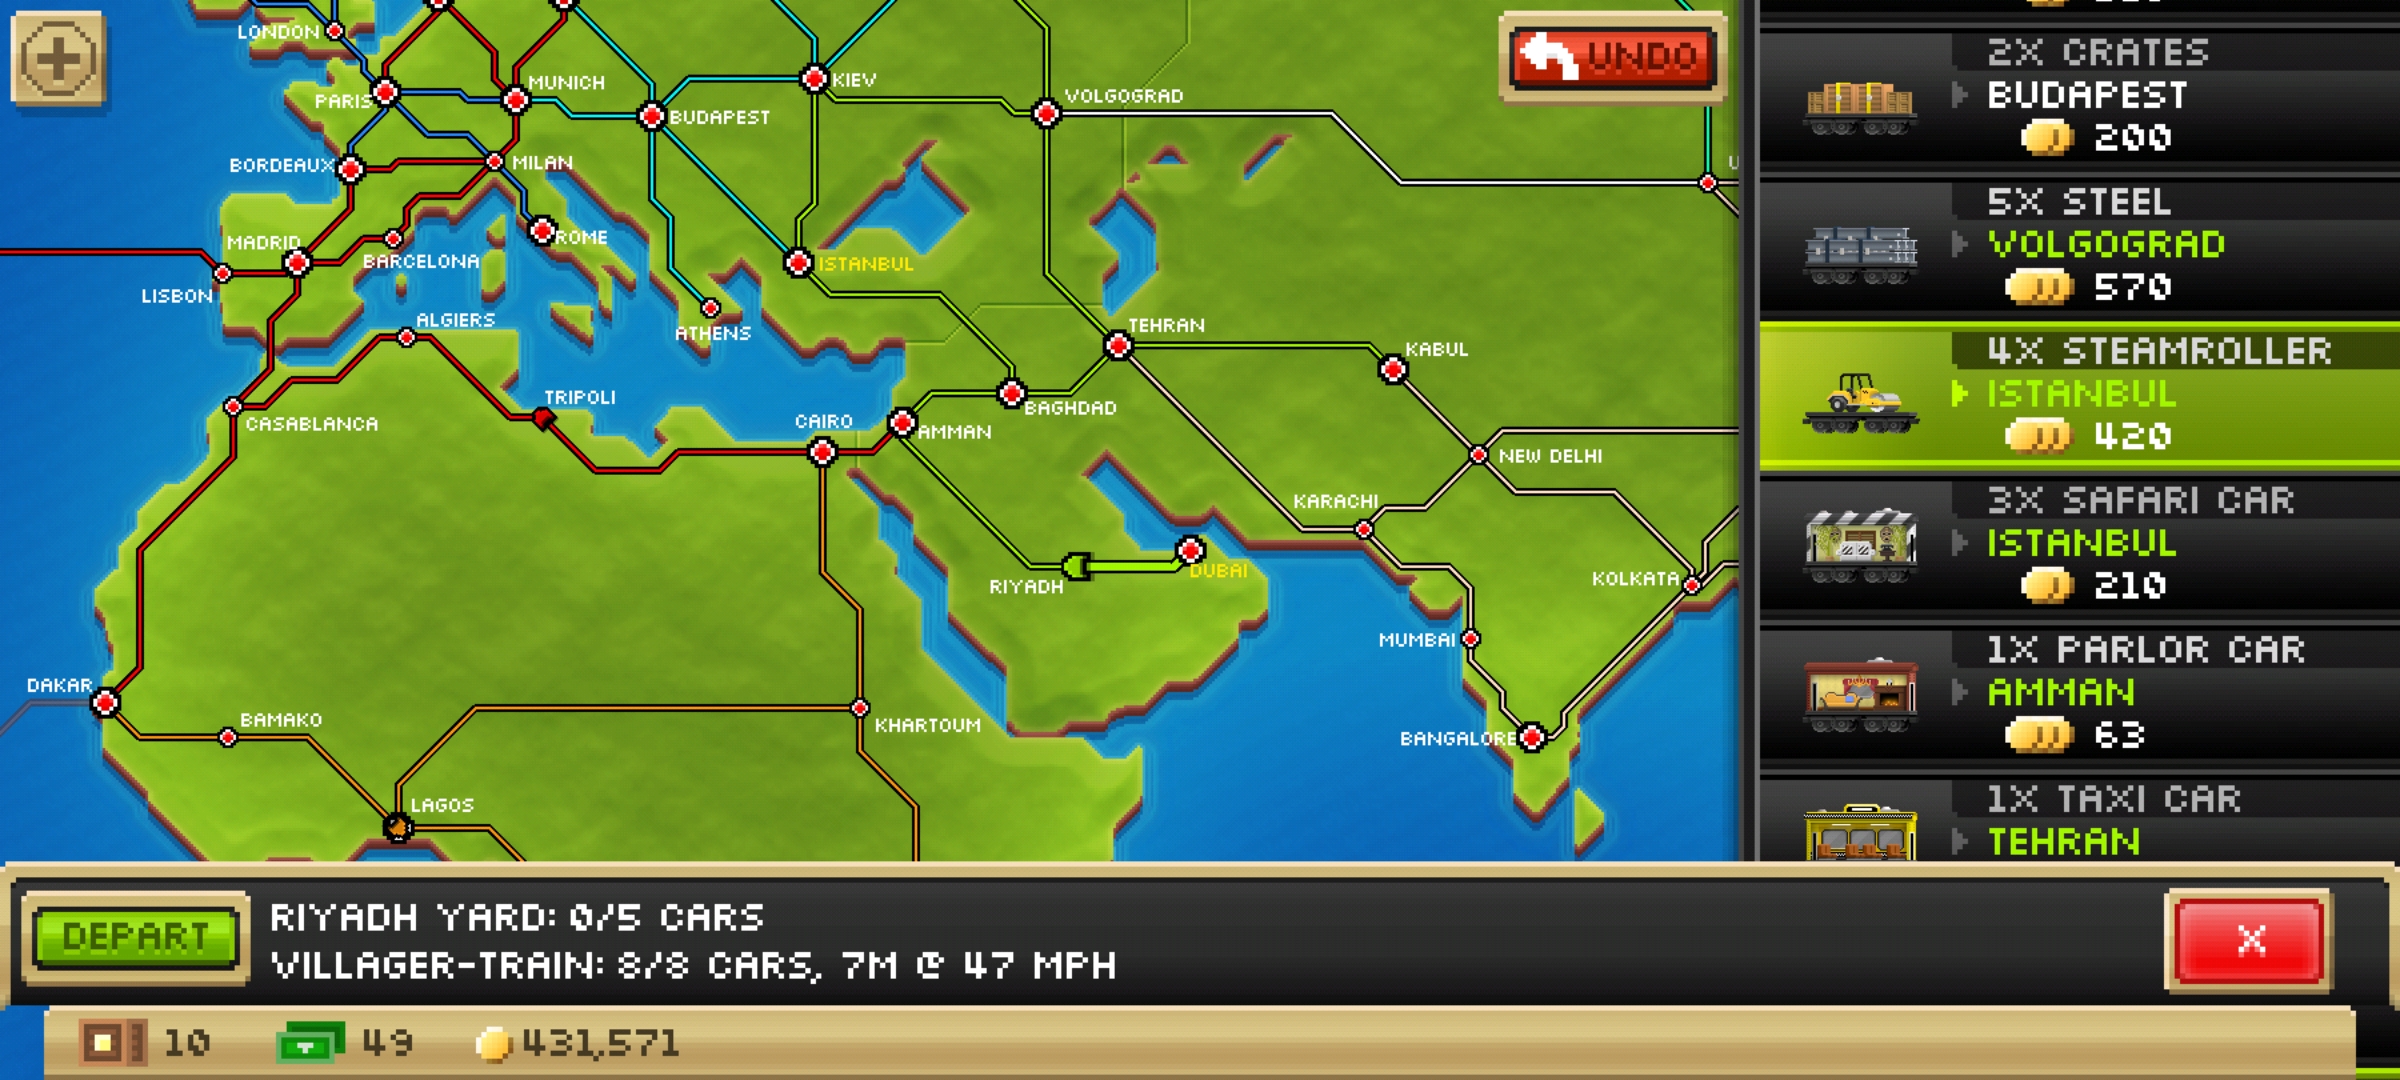 LONDON
PARIS
MUNICH
BUDAPEST
KIEV
VOLGOGRAD
BORDEAUX
MILAN
MADRID
ROME
BARCELONA
LISBON
ISTANBUL
ATHENS
ALGIERS
TEHRAN
KABUL
CASABLANCA
TRIPOLI
CAIRO
AMMAN
BAGHDAD
NEW DELHI
KARACHI
RIYADH
DUBAI
KOLKATA
MUMBAI
DAKAR
BAMAKO
KHARTOUM
BANGALORE
LAGOS
UNDO
2X CRATES
BUDAPEST
200
5X STEEL
VOLGOGRAD
570
4X STEAMROLLER
ISTANBUL
420
3X SAFARI CAR
ISTANBUL
210
1X PARLOR CAR
AMMAN
63
1X TAXI CAR
TEHRAN
DEPART
RIYADH YARD: 0/5 CARS
VILLAGER-TRAIN: 8/8 CARS, 7M @ 47 MPH
X
10
49
431,571